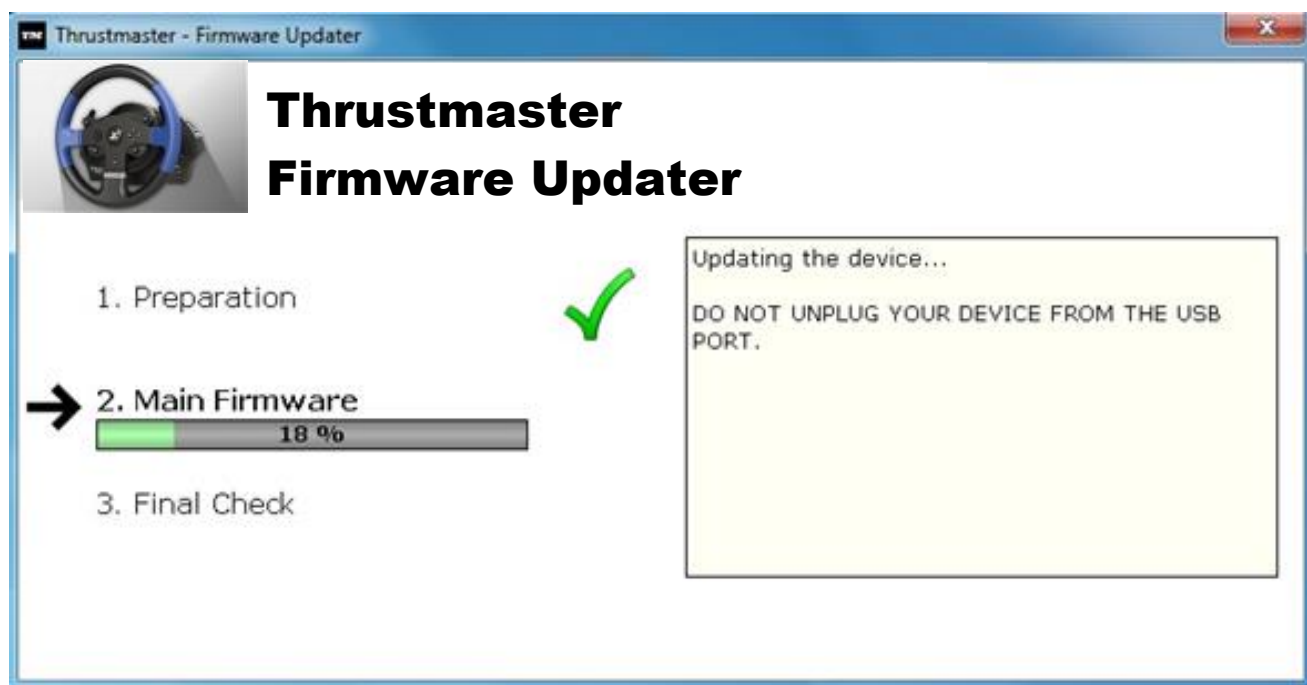 Thrustmaster - Firmware Updater
Thrustmaster
Firmware Updater
1. Preparation
2. Main Firmware
18 %
3. Final Check
Updating the device...
DO NOT UNPLUG YOUR DEVICE FROM THE USB
PORT.